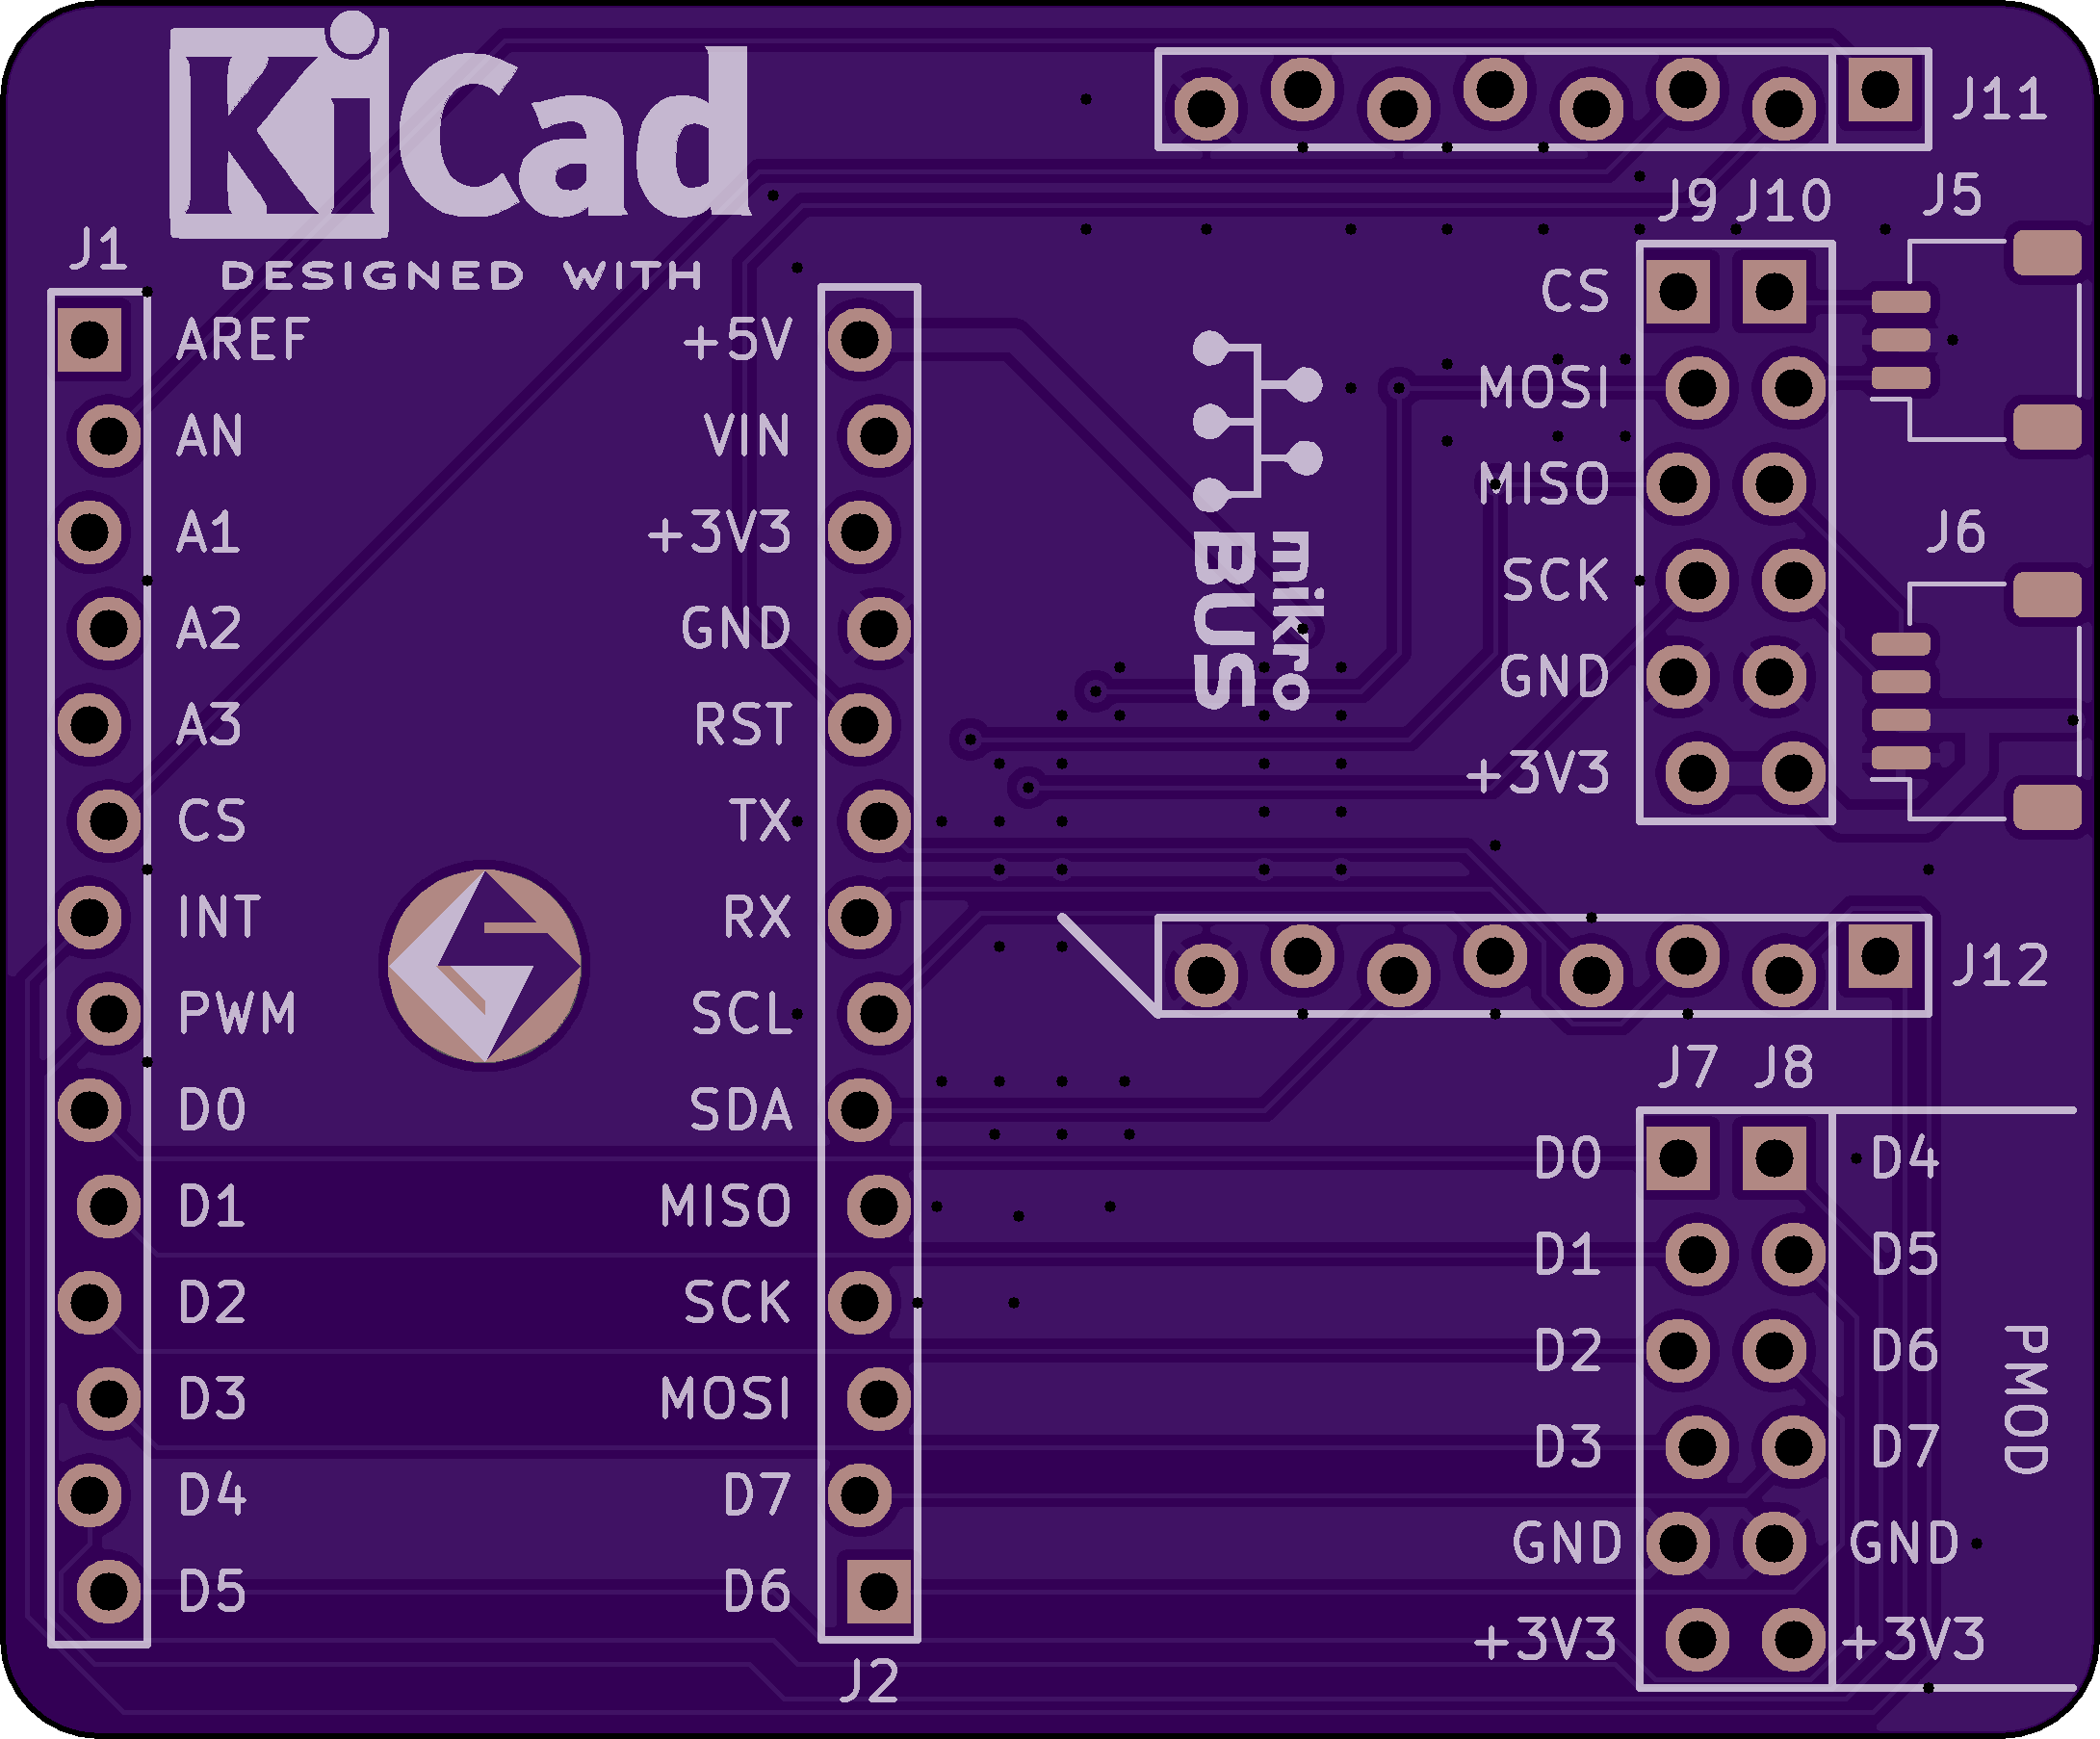 KiCad
DESIGNED WITH
J1
AREF
AN
A1
A2
A3
CS
INT
PWM
D0
D1
D2
D3
D4
D5
+5V
VIN
+3V3
GND
RST
TX
RX
SCL
SDA
MISO
SCK
MOSI
D7
D6
J2
mikro
BUS
J11
J9 J10 J5
CS
MOSI
MISO
SCK
GND
+3V3
J6
J12
J7 J8
D0 D4
D1 D5
D2 D6
D3 D7
GND GND
+3V3 +3V3
PMOD